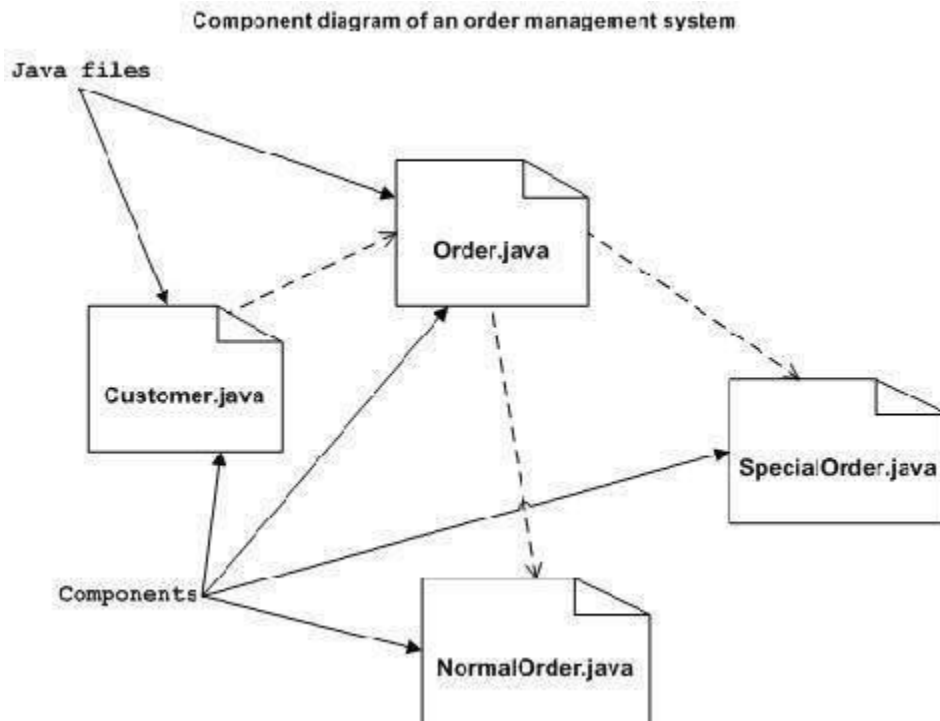 Component diagram of an order management system
Java files
Order.java
Customer.java
SpecialOrder.java
Components
NormalOrder.java